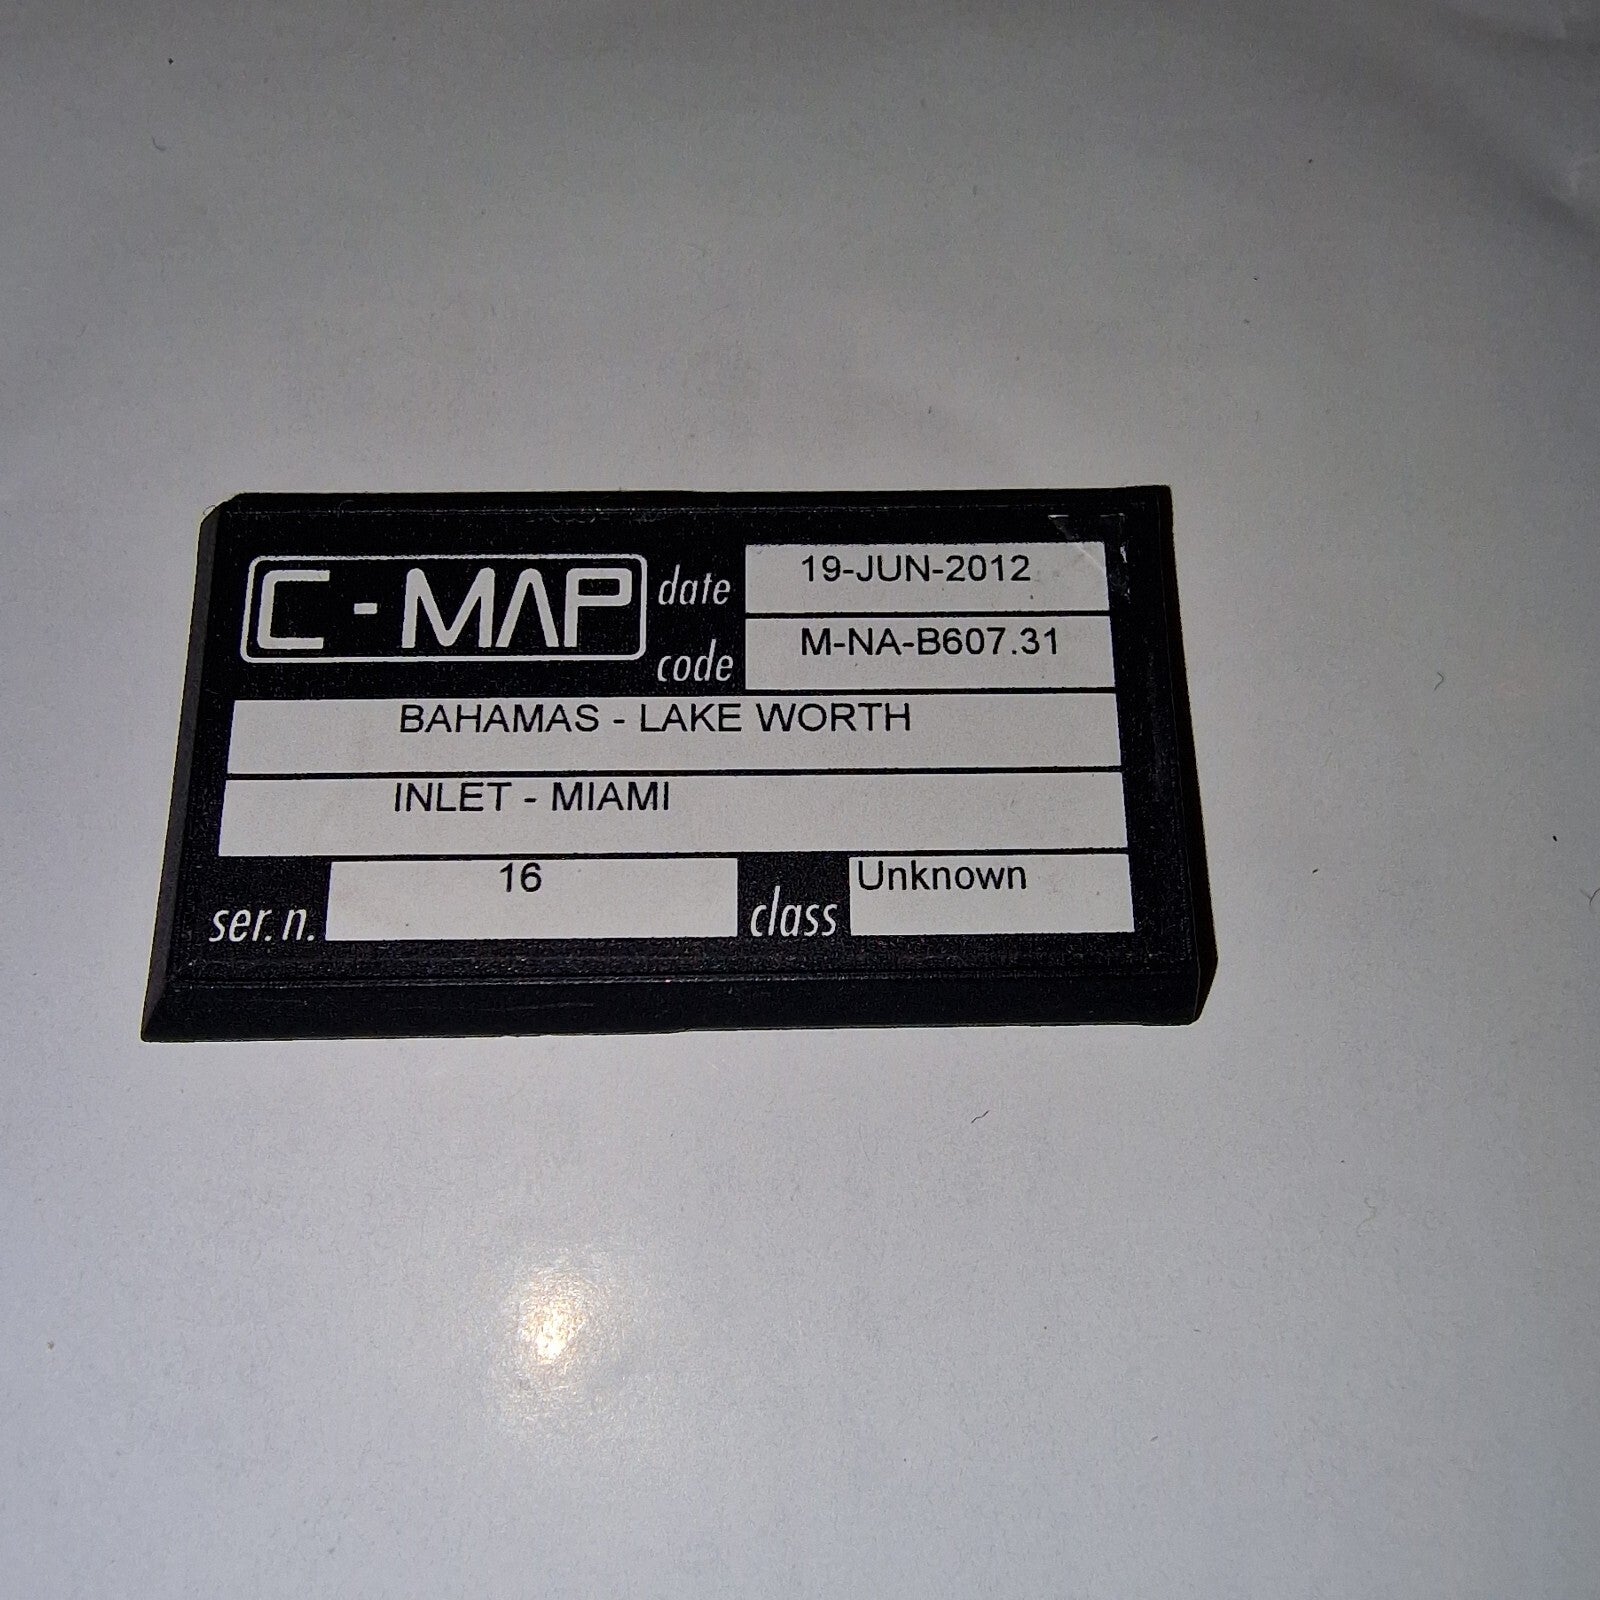 C-MAP date 19-JUN-2012
code M-NA-B607.31
BAHAMAS - LAKE WORTH
INLET - MIAMI
ser. n. 16 class Unknown